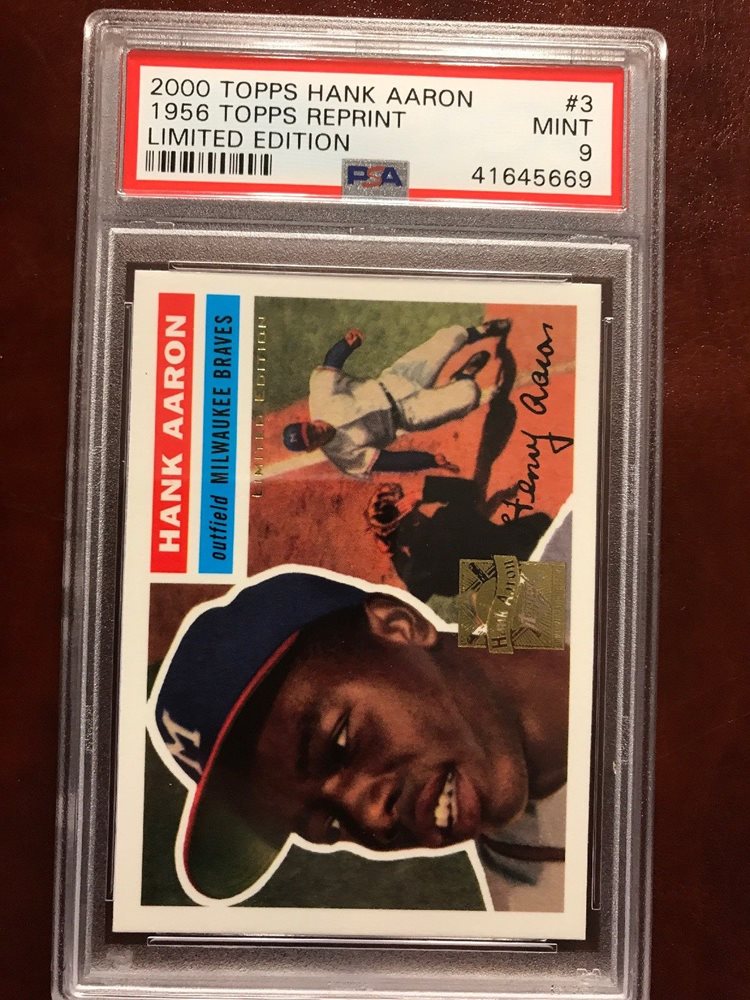 2000 TOPPS HANK AARON #3
1956 TOPPS REPRINT MINT
LIMITED EDITION 9
PSA 41645669
HANK AARON
outfield MILWAUKEE BRAVES
LIMITED EDITION
Henry Aaron
M
Hank Aaron